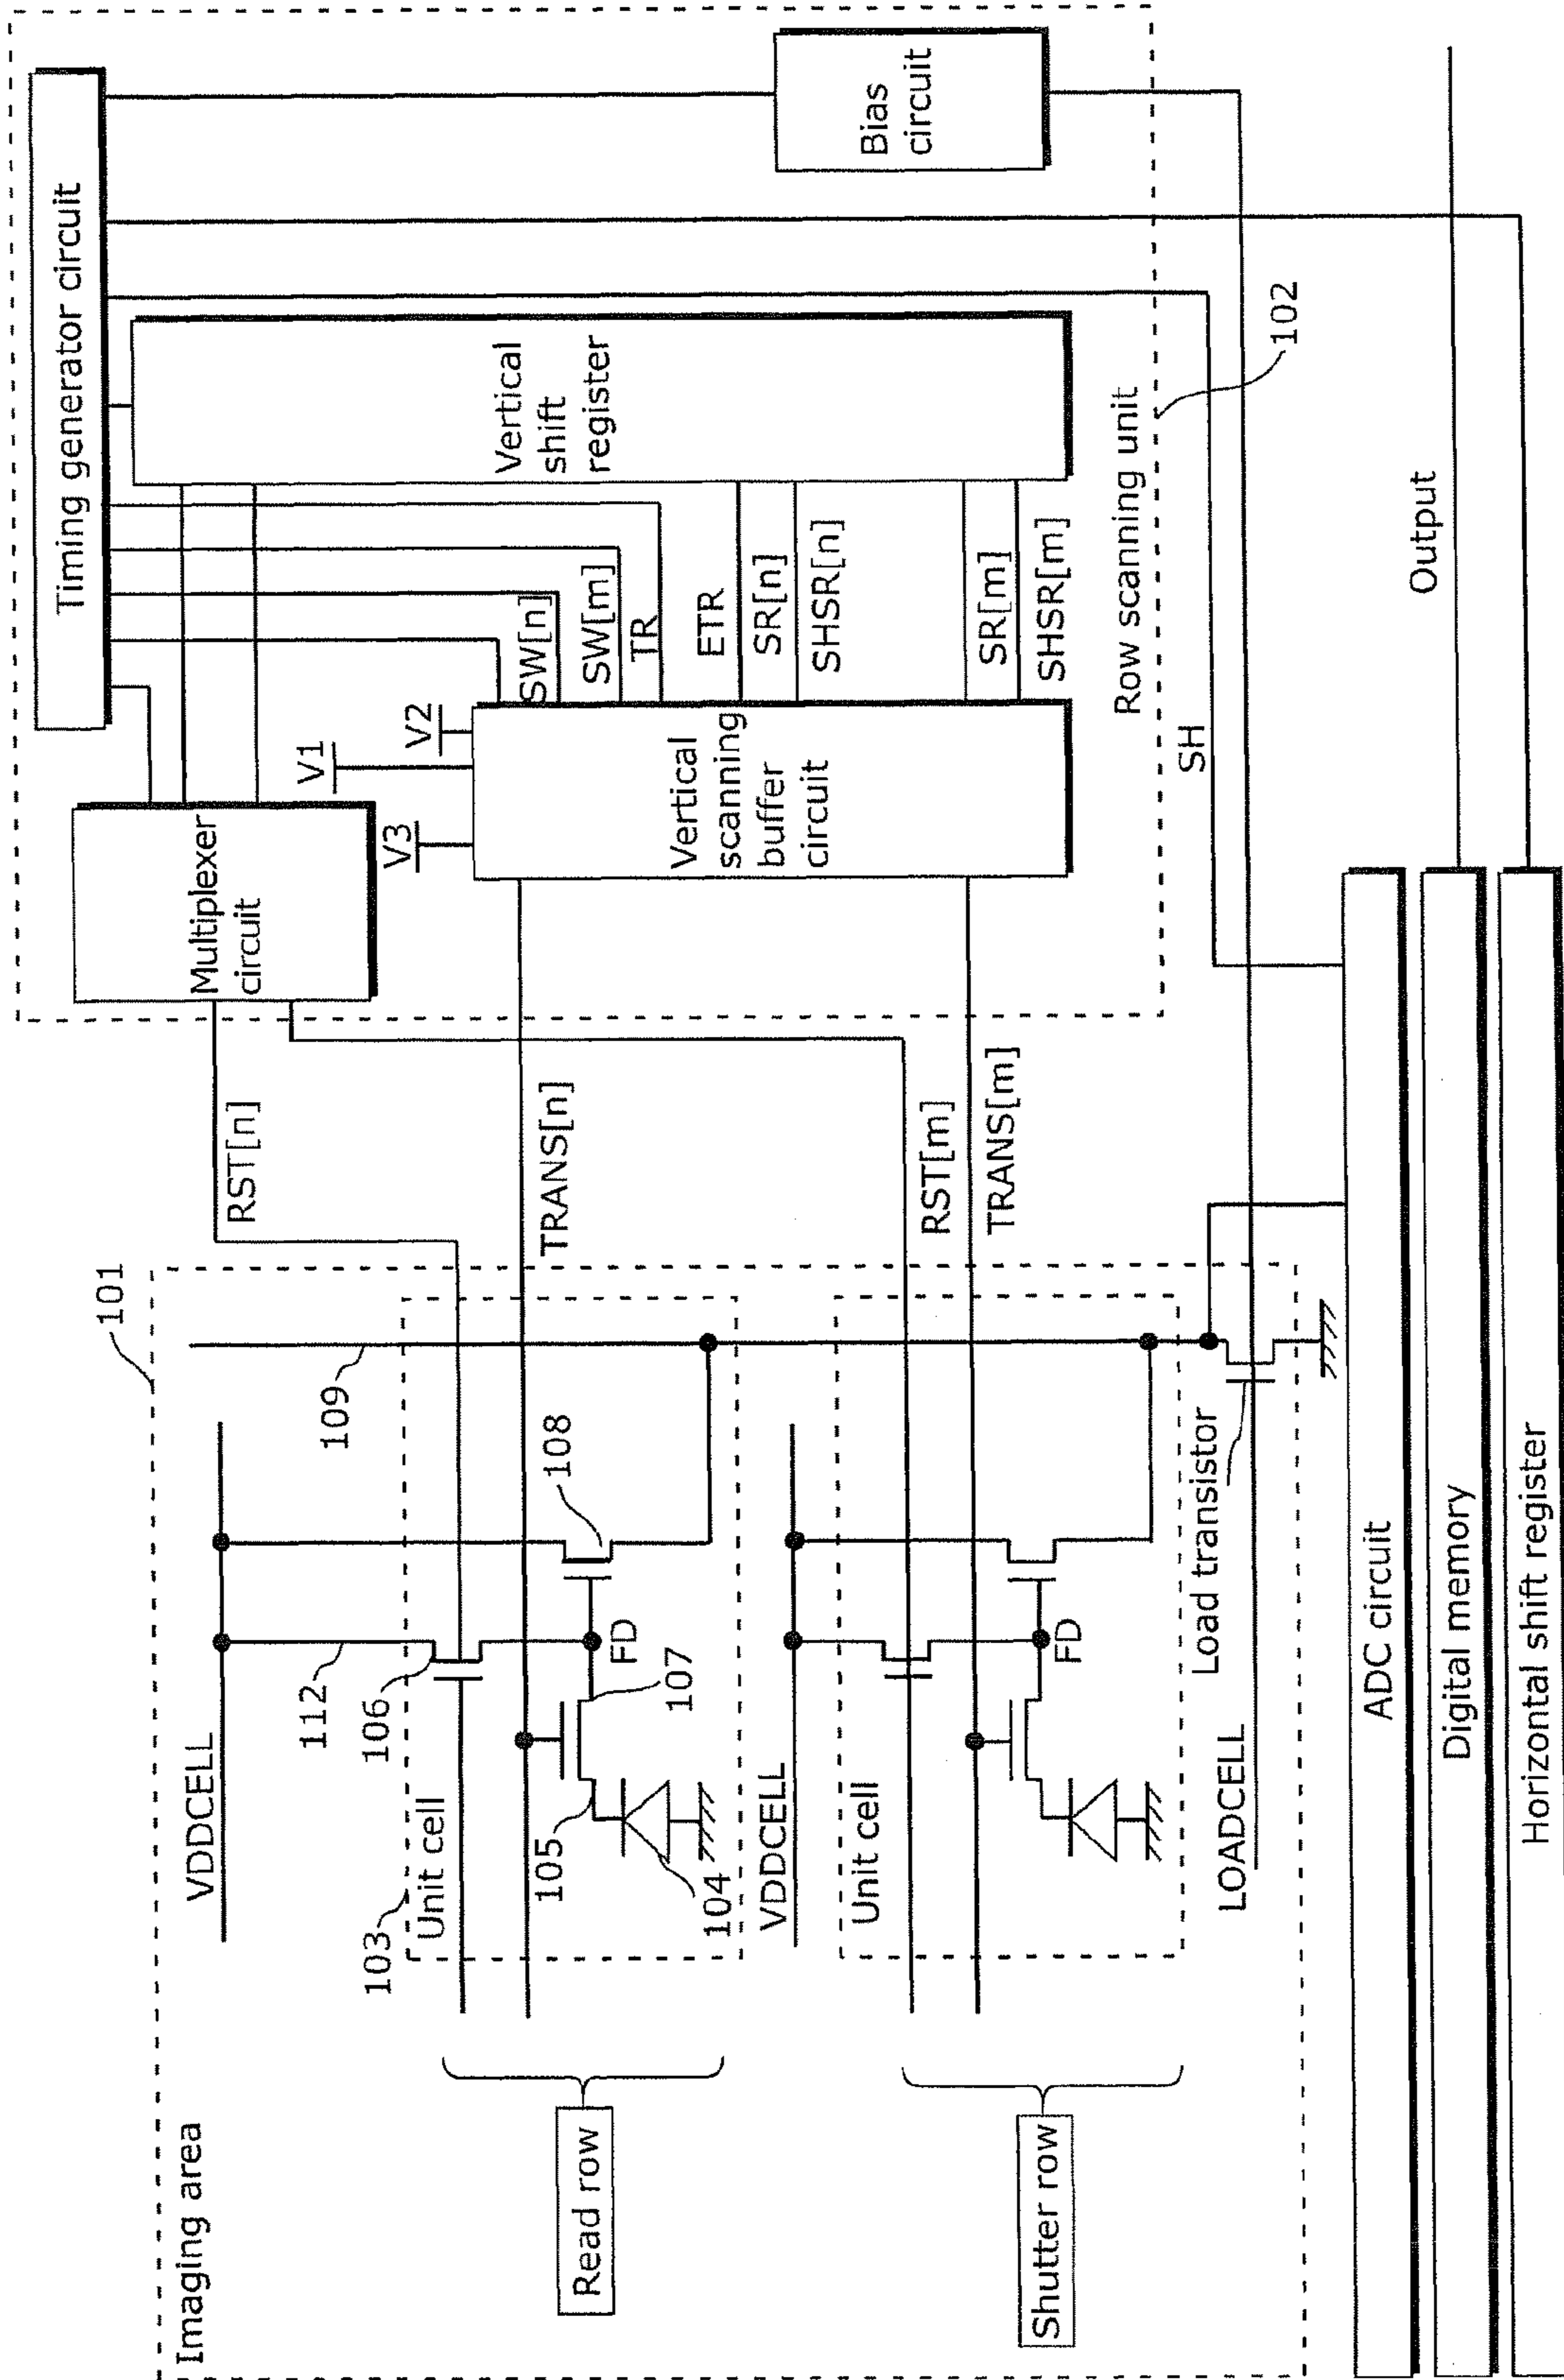 Imaging area
101
VDDCELL
109
112
106
103
Unit cell
105
104
107
FD
108
Read row
VDDCELL
Unit cell
FD
Shutter row
Load transistor
LOADCELL
RST[n]
TRANS[n]
RST[m]
TRANS[m]
Timing generator circuit
Multiplexer
circuit
V3
V1
V2
Vertical
scanning
buffer
circuit
SW[n]
SW[m]
TR
ETR
SR[n]
SHSR[n]
SR[m]
SHSR[m]
Vertical
shift
register
Bias
circuit
Row scanning unit
102
SH
Output
ADC circuit
Digital memory
Horizontal shift register